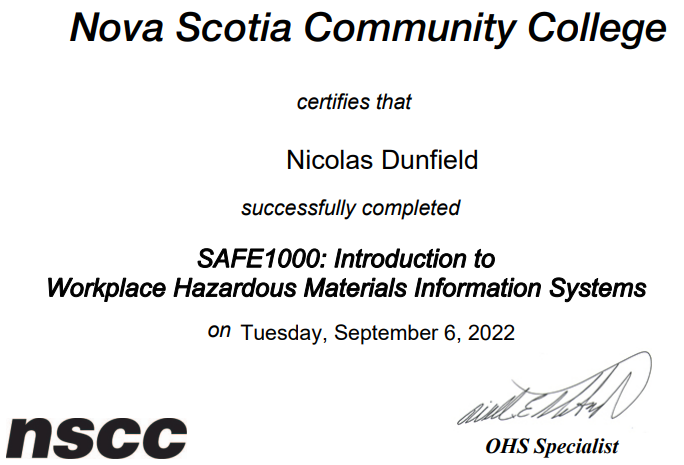 Nova Scotia Community College
certifies that
Nicolas Dunfield
successfully completed
SAFE1000: Introduction to
Workplace Hazardous Materials Information Systems
on Tuesday, September 6, 2022
nscc
OHS Specialist